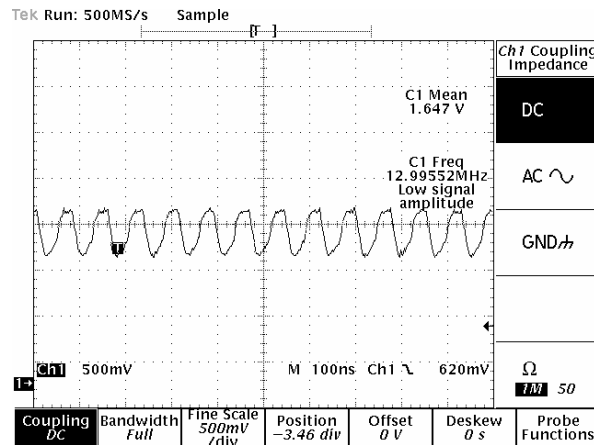 Tek Run: 500MS/s Sample
[T ]
Ch1 Coupling
Impedance
C1 Mean
1.647 V
DC
C1 Freq
12.99552MHz
Low signal
amplitude
AC
GND
T
Ch1 500mV M 100ns Ch1 620mV
1
Ω
1M 50
Coupling
DC
Bandwidth
Full
Fine Scale
500mV
/div
Position
−3.46 div
Offset
0 V
Deskew
0 s
Probe
Functions